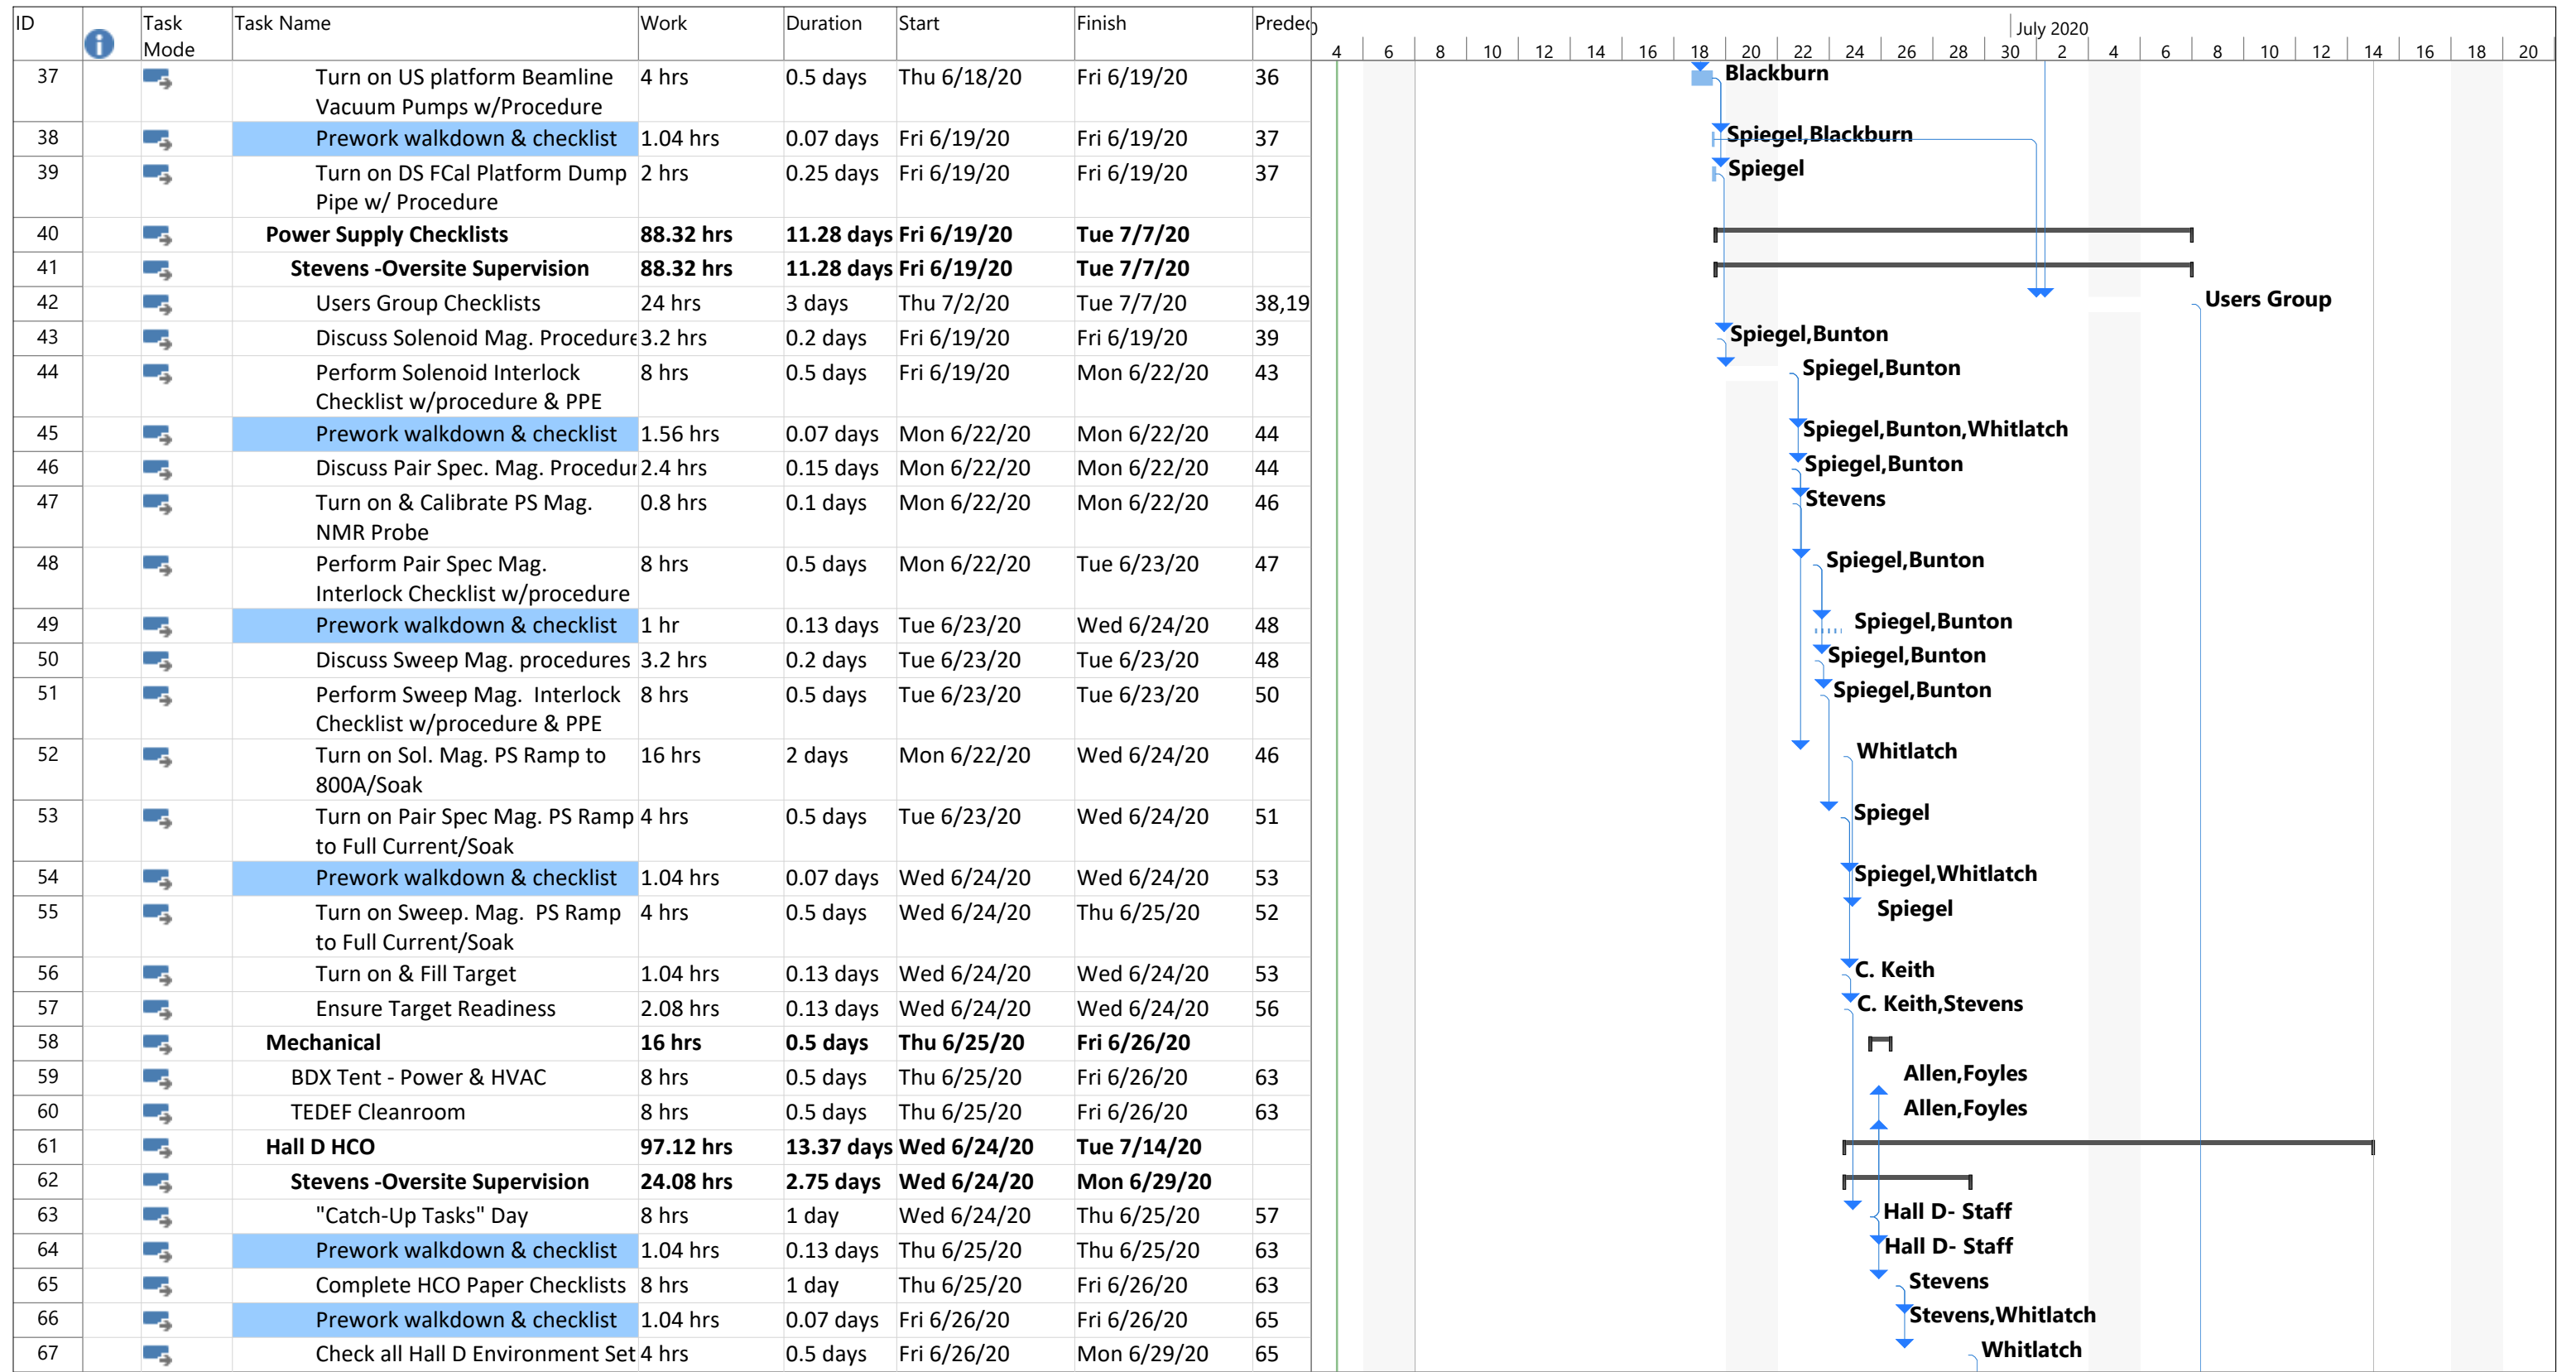 ID Task Mode Task Name Work Duration Start Finish Predec
July 2020
4 6 8 10 12 14 16 18 20 22 24 26 28 30 2 4 6 8 10 12 14 16 18 20
37 Turn on US platform Beamline Vacuum Pumps w/Procedure 4 hrs 0.5 days Thu 6/18/20 Fri 6/19/20 36 Blackburn
38 Prework walkdown & checklist 1.04 hrs 0.07 days Fri 6/19/20 Fri 6/19/20 37 Spiegel,Blackburn
39 Turn on DS FCal Platform Dump Pipe w/ Procedure 2 hrs 0.25 days Fri 6/19/20 Fri 6/19/20 37 Spiegel
40 Power Supply Checklists 88.32 hrs 11.28 days Fri 6/19/20 Tue 7/7/20
41 Stevens -Oversite Supervision 88.32 hrs 11.28 days Fri 6/19/20 Tue 7/7/20
42 Users Group Checklists 24 hrs 3 days Thu 7/2/20 Tue 7/7/20 38,19 Users Group
43 Discuss Solenoid Mag. Procedure 3.2 hrs 0.2 days Fri 6/19/20 Fri 6/19/20 39 Spiegel,Bunton
44 Perform Solenoid Interlock Checklist w/procedure & PPE 8 hrs 0.5 days Fri 6/19/20 Mon 6/22/20 43 Spiegel,Bunton
45 Prework walkdown & checklist 1.56 hrs 0.07 days Mon 6/22/20 Mon 6/22/20 44 Spiegel,Bunton,Whitlatch
46 Discuss Pair Spec. Mag. Procedur 2.4 hrs 0.15 days Mon 6/22/20 Mon 6/22/20 44 Spiegel,Bunton
47 Turn on & Calibrate PS Mag. NMR Probe 0.8 hrs 0.1 days Mon 6/22/20 Mon 6/22/20 46 Stevens
48 Perform Pair Spec Mag. Interlock Checklist w/procedure 8 hrs 0.5 days Mon 6/22/20 Tue 6/23/20 47 Spiegel,Bunton
49 Prework walkdown & checklist 1 hr 0.13 days Tue 6/23/20 Wed 6/24/20 48 Spiegel,Bunton
50 Discuss Sweep Mag. procedures 3.2 hrs 0.2 days Tue 6/23/20 Tue 6/23/20 48 Spiegel,Bunton
51 Perform Sweep Mag. Interlock Checklist w/procedure & PPE 8 hrs 0.5 days Tue 6/23/20 Tue 6/23/20 50 Spiegel,Bunton
52 Turn on Sol. Mag. PS Ramp to 800A/Soak 16 hrs 2 days Mon 6/22/20 Wed 6/24/20 46 Whitlatch
53 Turn on Pair Spec Mag. PS Ramp to Full Current/Soak 4 hrs 0.5 days Tue 6/23/20 Wed 6/24/20 51 Spiegel
54 Prework walkdown & checklist 1.04 hrs 0.07 days Wed 6/24/20 Wed 6/24/20 53 Spiegel,Whitlatch
55 Turn on Sweep. Mag. PS Ramp to Full Current/Soak 4 hrs 0.5 days Wed 6/24/20 Thu 6/25/20 52 Spiegel
56 Turn on & Fill Target 1.04 hrs 0.13 days Wed 6/24/20 Wed 6/24/20 53 C. Keith
57 Ensure Target Readiness 2.08 hrs 0.13 days Wed 6/24/20 Wed 6/24/20 56 C. Keith,Stevens
58 Mechanical 16 hrs 0.5 days Thu 6/25/20 Fri 6/26/20
59 BDX Tent - Power & HVAC 8 hrs 0.5 days Thu 6/25/20 Fri 6/26/20 63 Allen,Foyles
60 TEDEF Cleanroom 8 hrs 0.5 days Thu 6/25/20 Fri 6/26/20 63 Allen,Foyles
61 Hall D HCO 97.12 hrs 13.37 days Wed 6/24/20 Tue 7/14/20
62 Stevens -Oversite Supervision 24.08 hrs 2.75 days Wed 6/24/20 Mon 6/29/20
63 "Catch-Up Tasks" Day 8 hrs 1 day Wed 6/24/20 Thu 6/25/20 57 Hall D- Staff
64 Prework walkdown & checklist 1.04 hrs 0.13 days Thu 6/25/20 Thu 6/25/20 63 Hall D- Staff
65 Complete HCO Paper Checklists 8 hrs 1 day Thu 6/25/20 Fri 6/26/20 63 Stevens
66 Prework walkdown & checklist 1.04 hrs 0.07 days Fri 6/26/20 Fri 6/26/20 65 Stevens,Whitlatch
67 Check all Hall D Environment Set 4 hrs 0.5 days Fri 6/26/20 Mon 6/29/20 65 Whitlatch